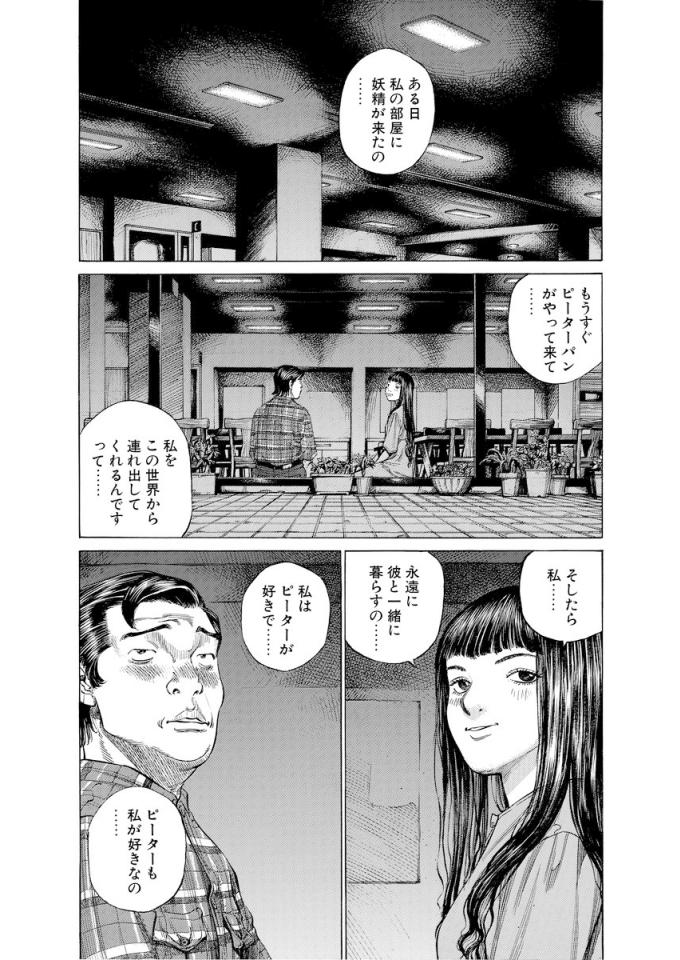 ある日
私の部屋に
妖精が来たの
……
もうすぐ
ピーターパン
がやって来て
……
私を
この世界から
連れ出して
くれるんです
って……
そしたら
私……
永遠に
彼と一緒に
暮らすの……
私は
ピーターが
好きで……
ピーターも
私が好きなの
……